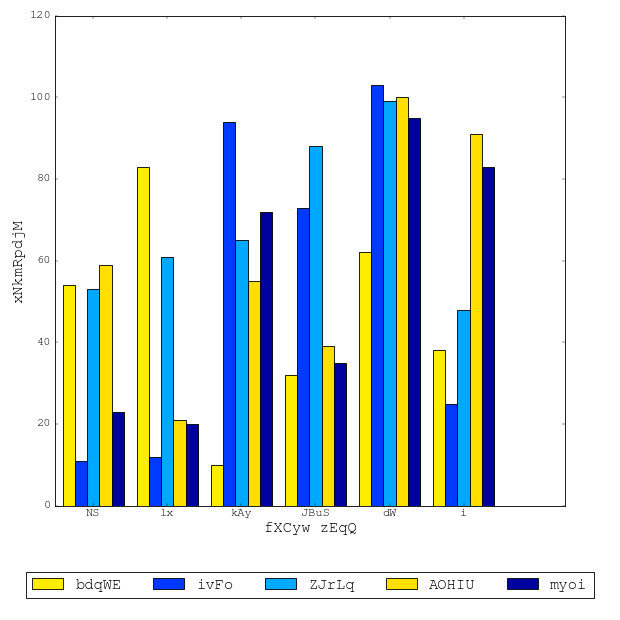 120
100
80
60
40
20
0
xNkmRpdjM
NS lx kAy JBuS dW i
fXCyw zEqQ
bdqWE ivFo ZJrLq AOHIU myoi